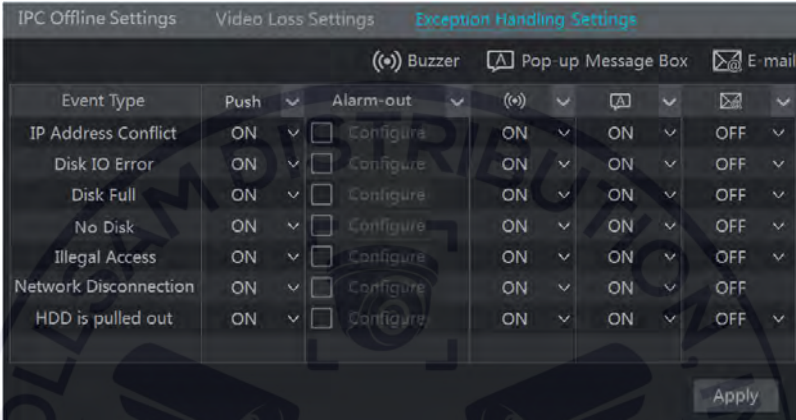 IPC Offline Settings Video Loss Settings Exception Handling Settings
Buzzer Pop-up Message Box E-mail
Event Type Push Alarm-out
IP Address Conflict ON Configure ON ON OFF
Disk IO Error ON Configure ON ON OFF
Disk Full ON Configure ON ON OFF
No Disk ON Configure ON ON OFF
Illegal Access ON Configure ON ON OFF
Network Disconnection ON Configure ON ON OFF
HDD is pulled out ON Configure ON ON OFF
Apply